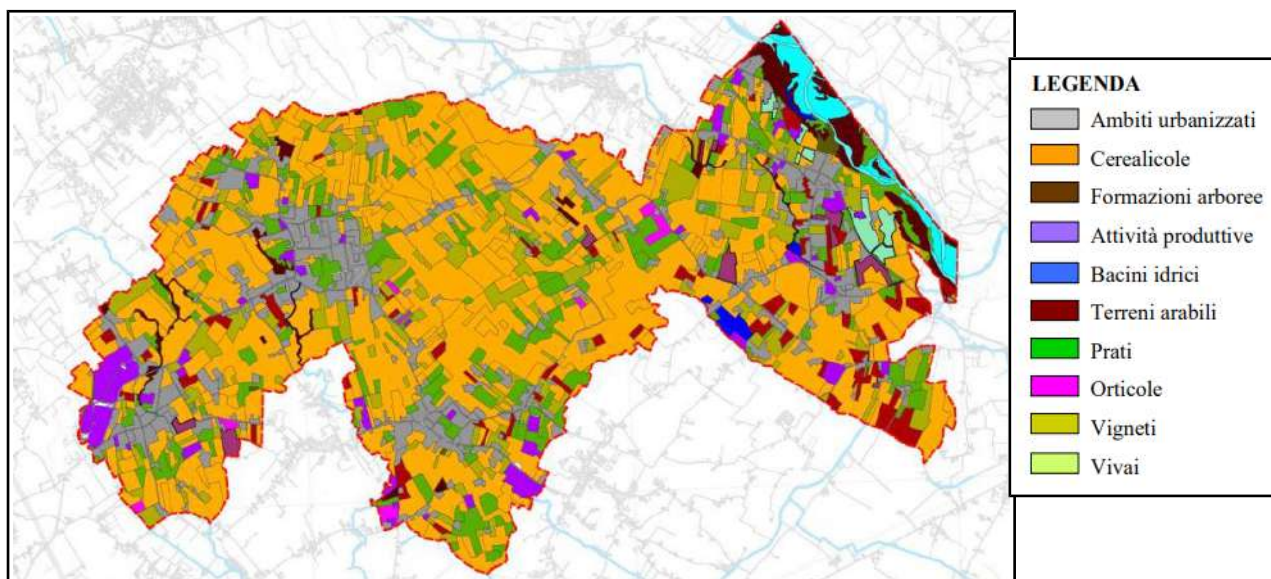 LEGENDA
Ambiti urbanizzati
Cerealicole
Formazioni arboree
Attività produttive
Bacini idrici
Terreni arabili
Prati
Orticole
Vigneti
Vivai